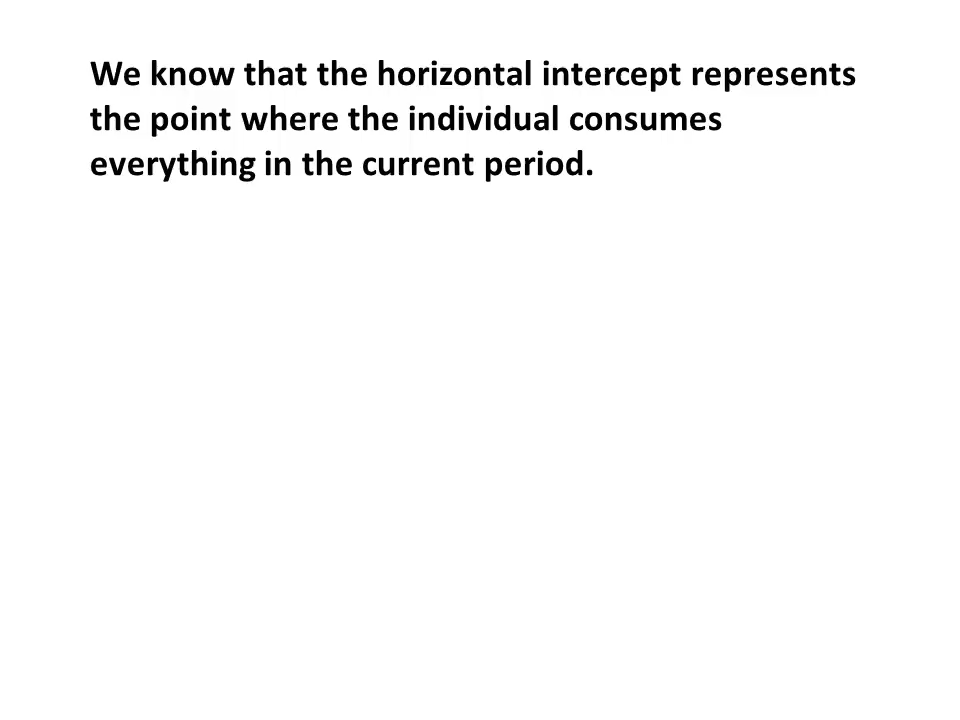 We know that the horizontal intercept represents
the point where the individual consumes
everything in the current period.